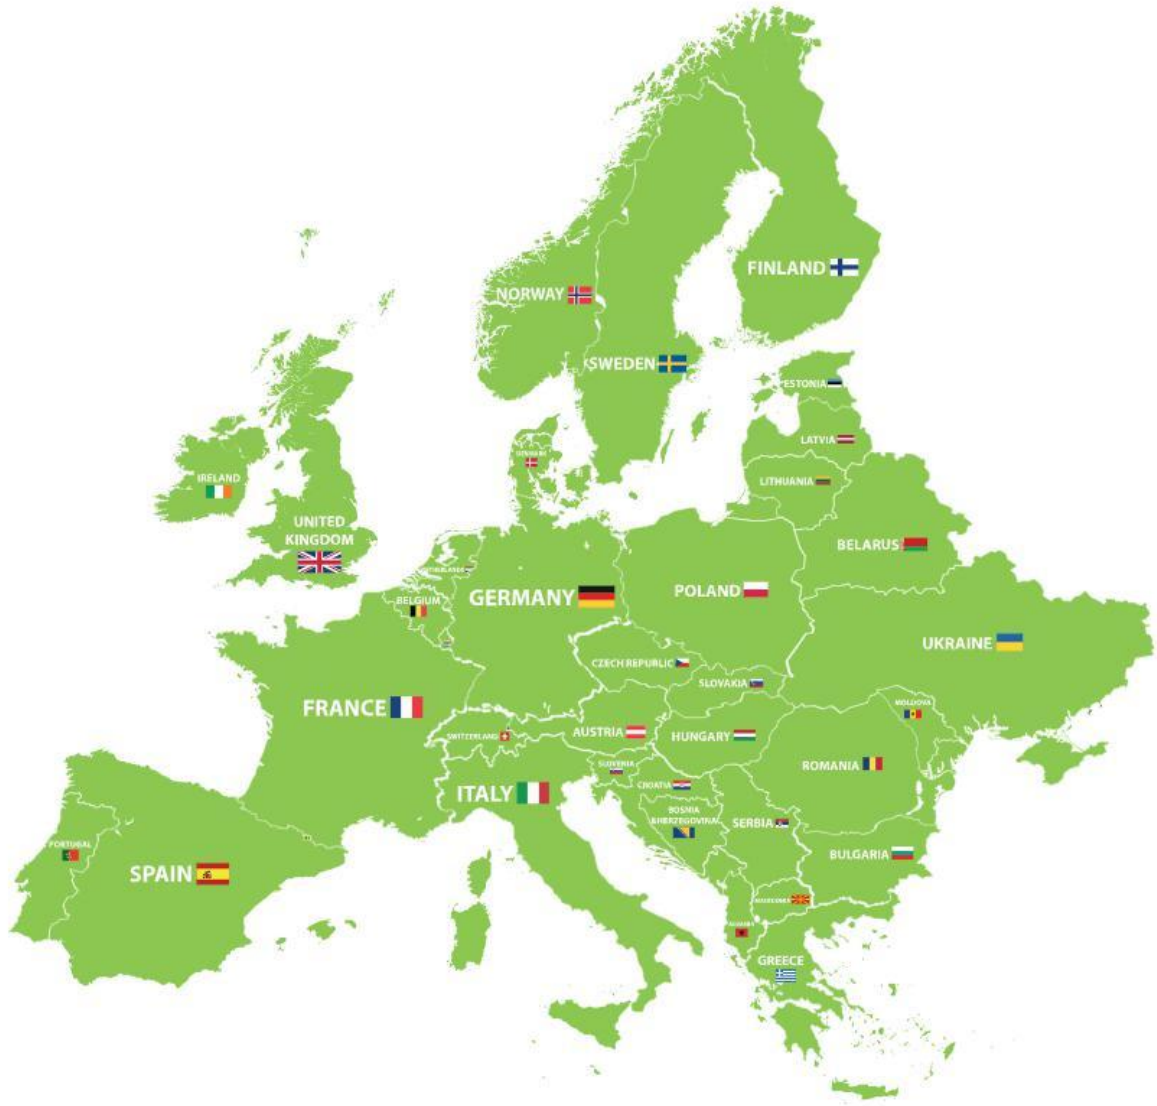 FINLAND
NORWAY
SWEDEN
ESTONIA
LATVIA
DENMARK
IRELAND
LITHUANIA
UNITED
KINGDOM
BELARUS
NETHERLANDS
BELGIUM
GERMANY
POLAND
UKRAINE
CZECH REPUBLIC
SLOVAKIA
FRANCE
MOLDOVA
SWITZERLAND
AUSTRIA
HUNGARY
SLOVENIA
ROMANIA
ITALY
CROATIA
BOSNIA
&HERZEGOVINA
SERBIA
PORTUGAL
SPAIN
BULGARIA
MACEDONIA
ALBANIA
GREECE